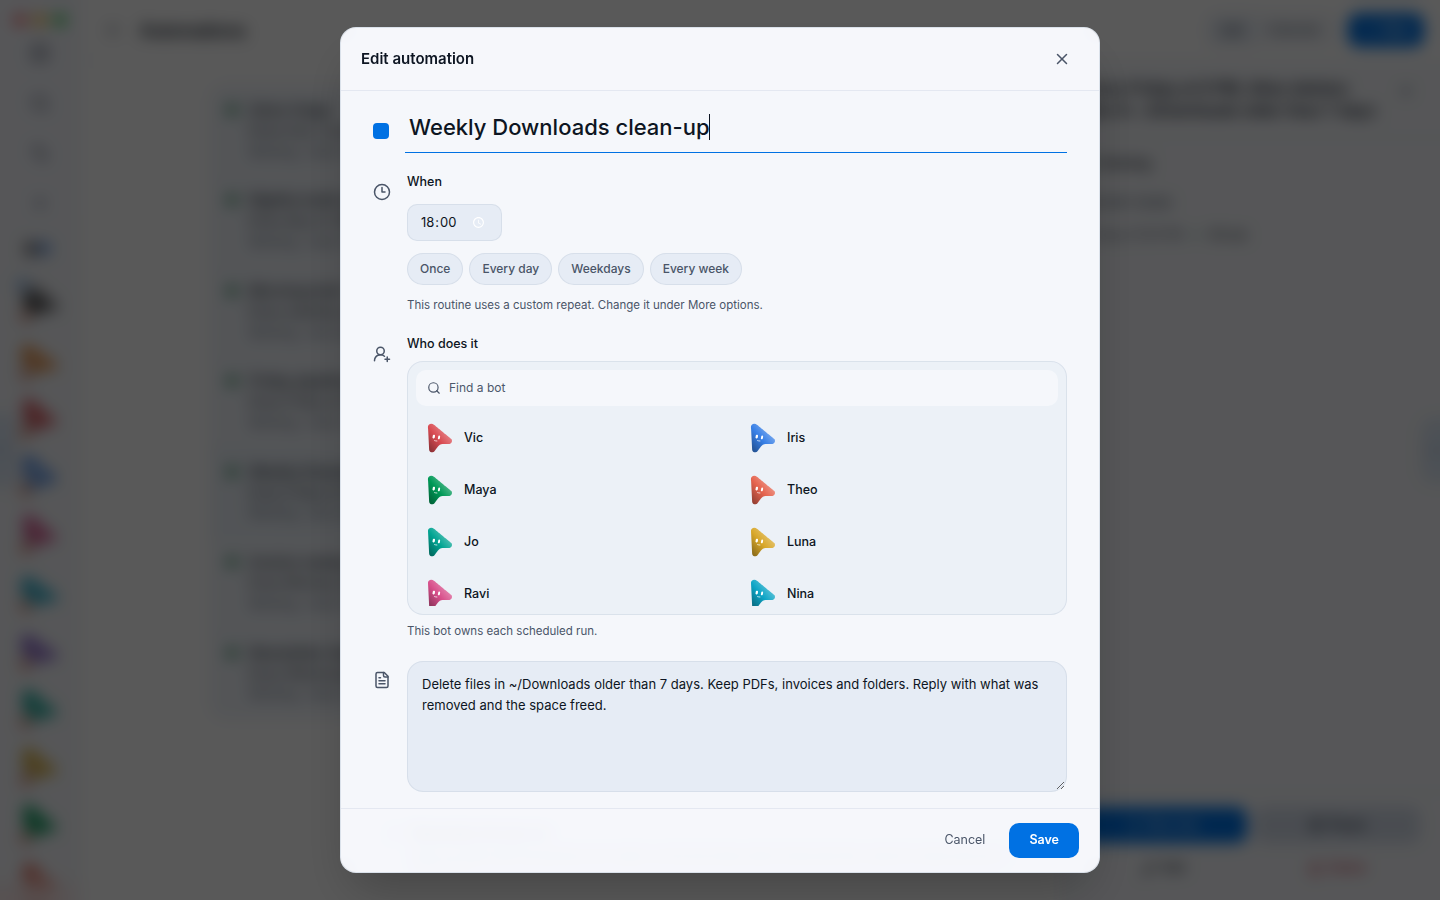 Edit automation
Weekly Downloads clean-up
When
18:00
Once
Every day
Weekdays
Every week
This routine uses a custom repeat. Change it under More options.
Who does it
Find a bot
Vic
Iris
Maya
Theo
Jo
Luna
Ravi
Nina
This bot owns each scheduled run.
Delete files in ~/Downloads older than 7 days. Keep PDFs, invoices and folders. Reply with what was
removed and the space freed.
Cancel
Save